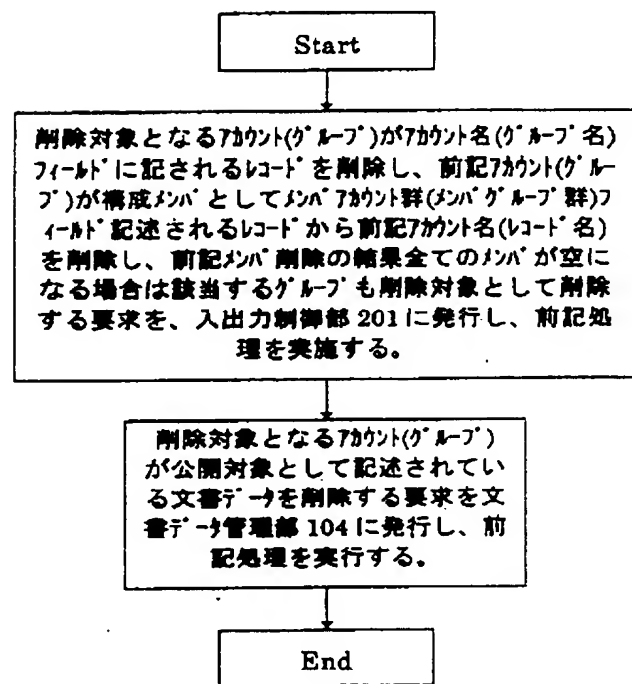 Start
削除対象となるｱｶｳﾝﾄ(ｸﾞﾙｰﾌﾟ)がｱｶｳﾝﾄ名(ｸﾞﾙｰﾌﾟ名)
ﾌｨｰﾙﾄﾞに記されるﾚｺｰﾄﾞを削除し、前記ｱｶｳﾝﾄ(ｸﾞﾙｰ
ﾌﾟ)が構成ﾒﾝﾊﾞとしてﾒﾝﾊﾞｱｶｳﾝﾄ群(ﾒﾝﾊﾞｸﾞﾙｰﾌﾟ群)ﾌ
ｨｰﾙﾄﾞ記述されるﾚｺｰﾄﾞから前記ｱｶｳﾝﾄ名(ﾚｺｰﾄﾞ名)
を削除し、前記ﾒﾝﾊﾞ削除の結果全てのﾒﾝﾊﾞが空に
なる場合は該当するｸﾞﾙｰﾌﾟも削除対象として削除
する要求を、入出力制御部 201 に発行し、前記処
理を実施する。
削除対象となるｱｶｳﾝﾄ(ｸﾞﾙｰﾌﾟ)
が公開対象として記述されてい
る文書ﾃﾞｰﾀを削除する要求を文
書ﾃﾞｰﾀ管理部 104 に発行し、前
記処理を実行する。
End